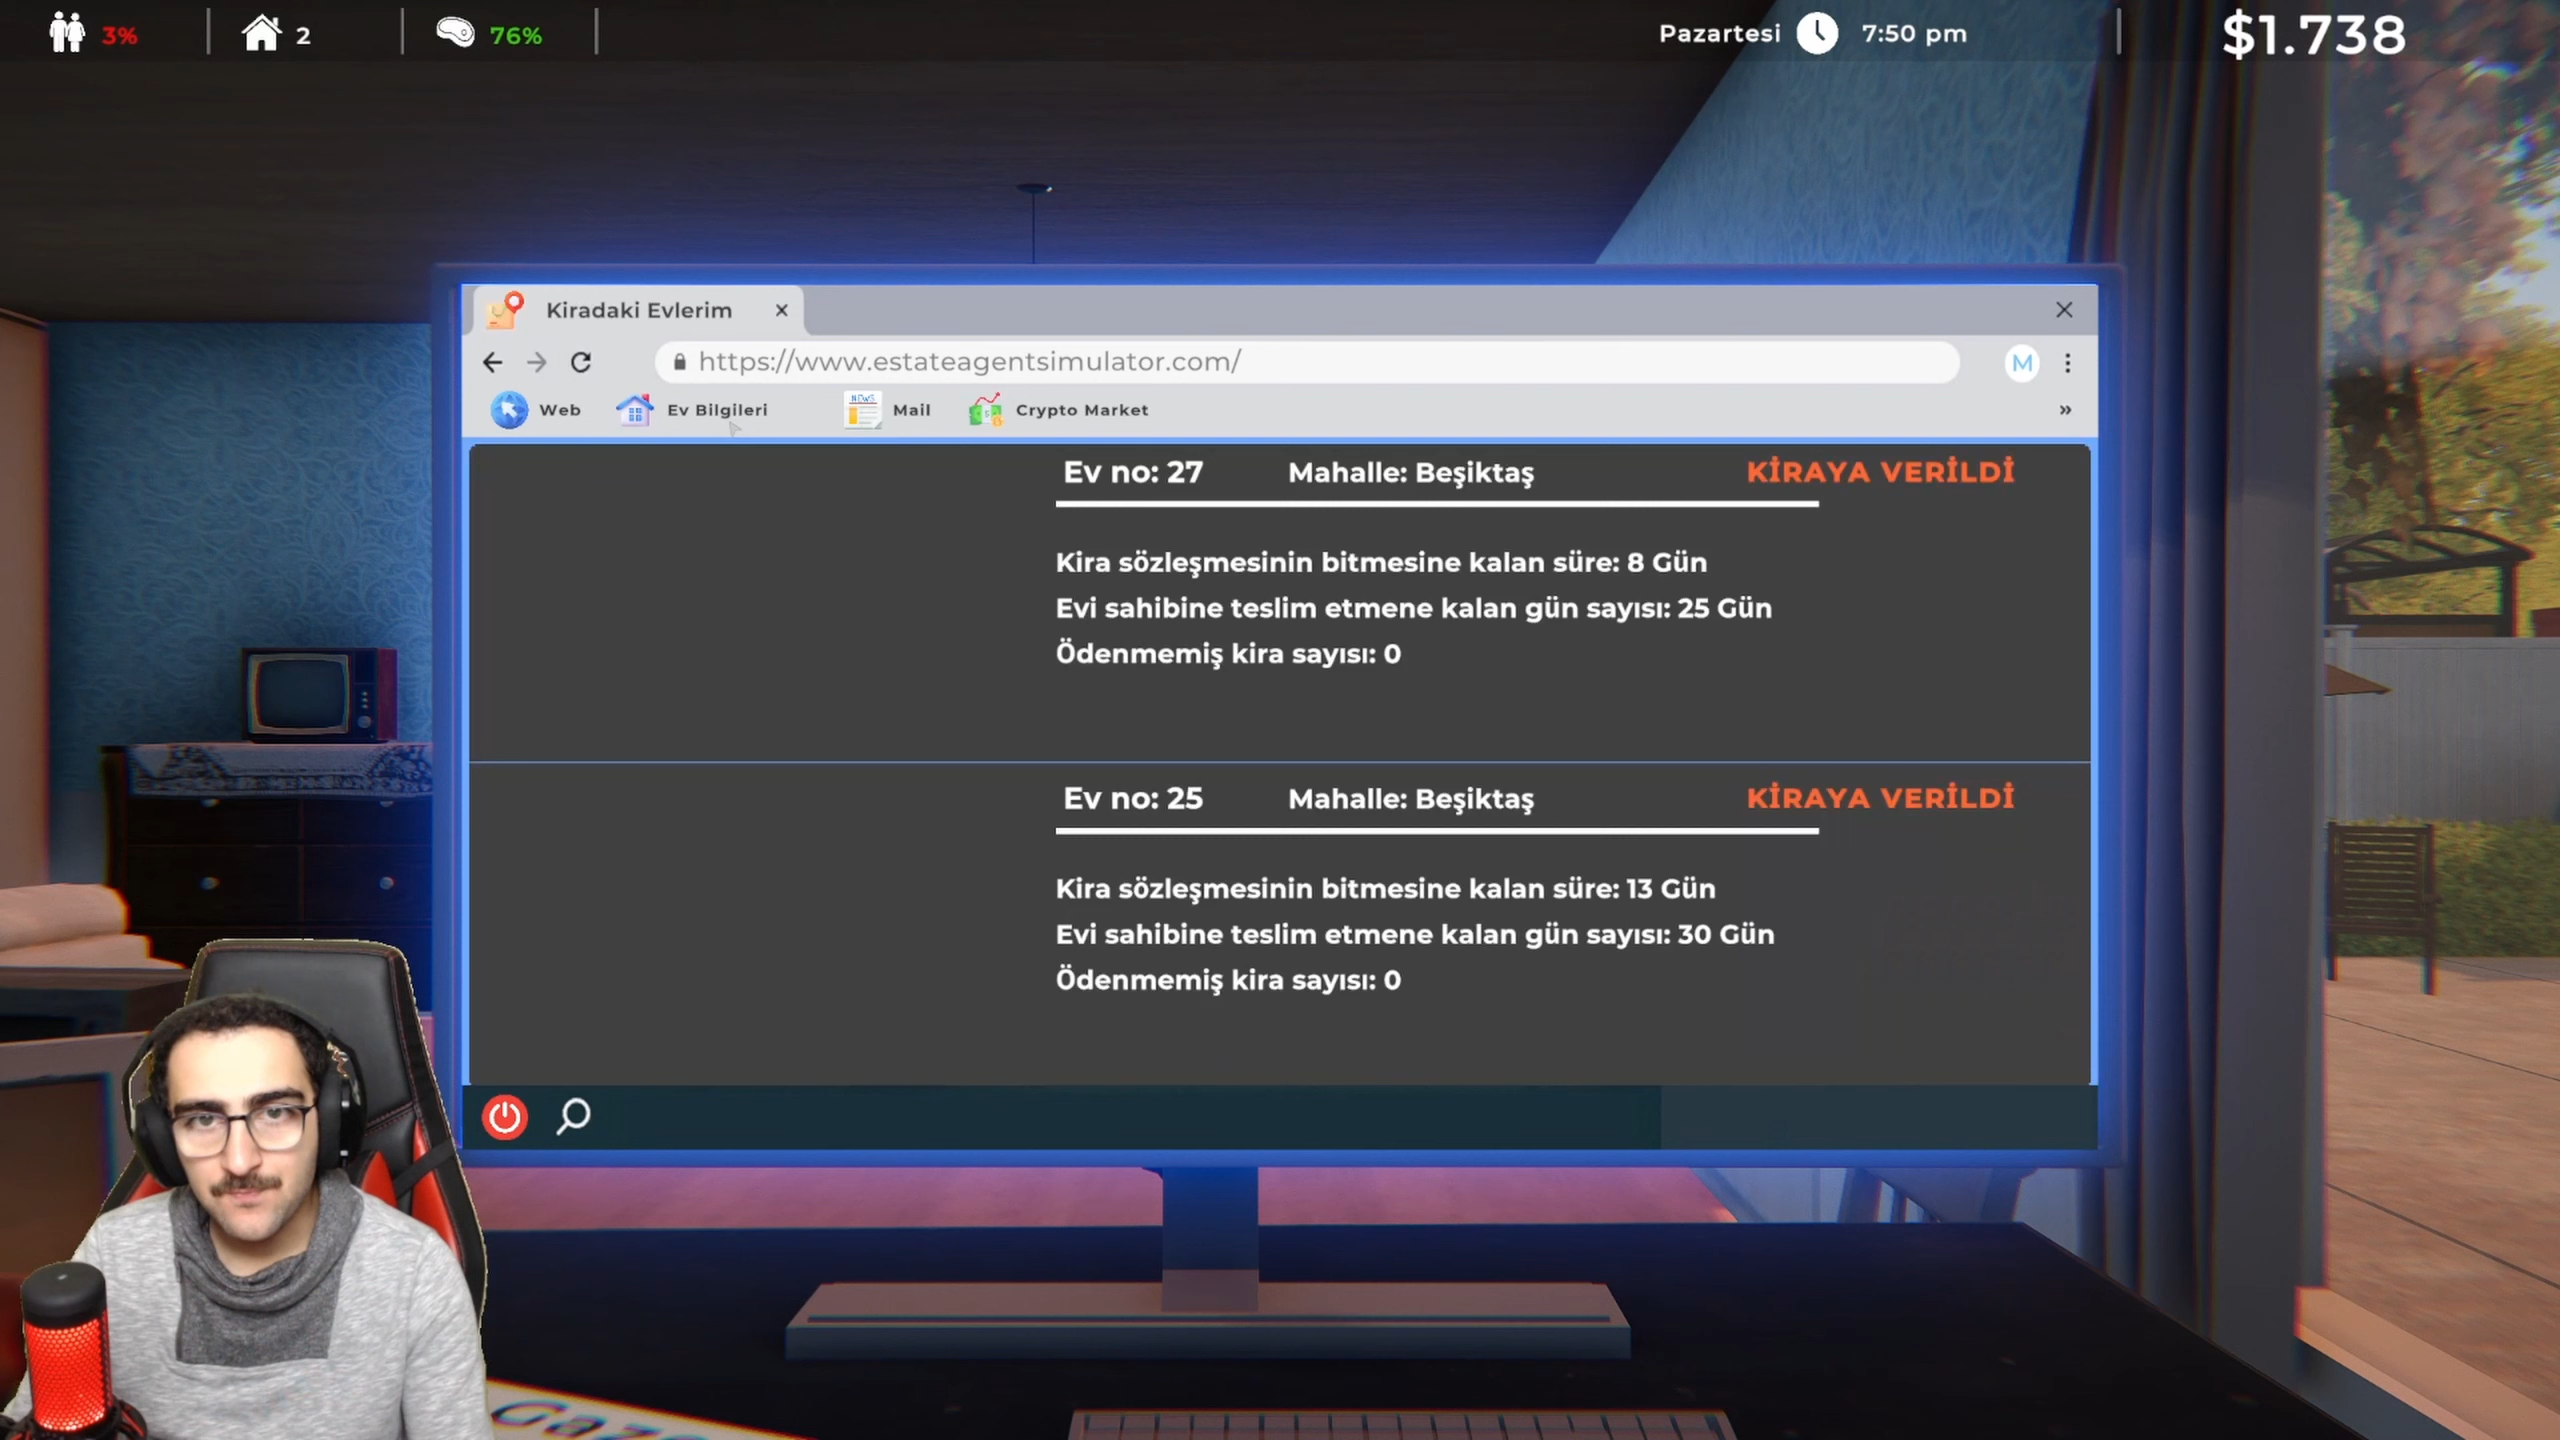 3%
2
76%
Pazartesi
7:50 pm
$1.738
Kiradaki Evlerim
https://www.estateagentsimulator.com/
M
Web
Ev Bilgileri
NEWS
Mail
Crypto Market
Ev no: 27
Mahalle: Beşiktaş
KİRAYA VERİLDİ
Kira sözleşmesinin bitmesine kalan süre: 8 Gün
Evi sahibine teslim etmene kalan gün sayısı: 25 Gün
Ödenmemiş kira sayısı: 0
Ev no: 25
Mahalle: Beşiktaş
KİRAYA VERİLDİ
Kira sözleşmesinin bitmesine kalan süre: 13 Gün
Evi sahibine teslim etmene kalan gün sayısı: 30 Gün
Ödenmemiş kira sayısı: 0